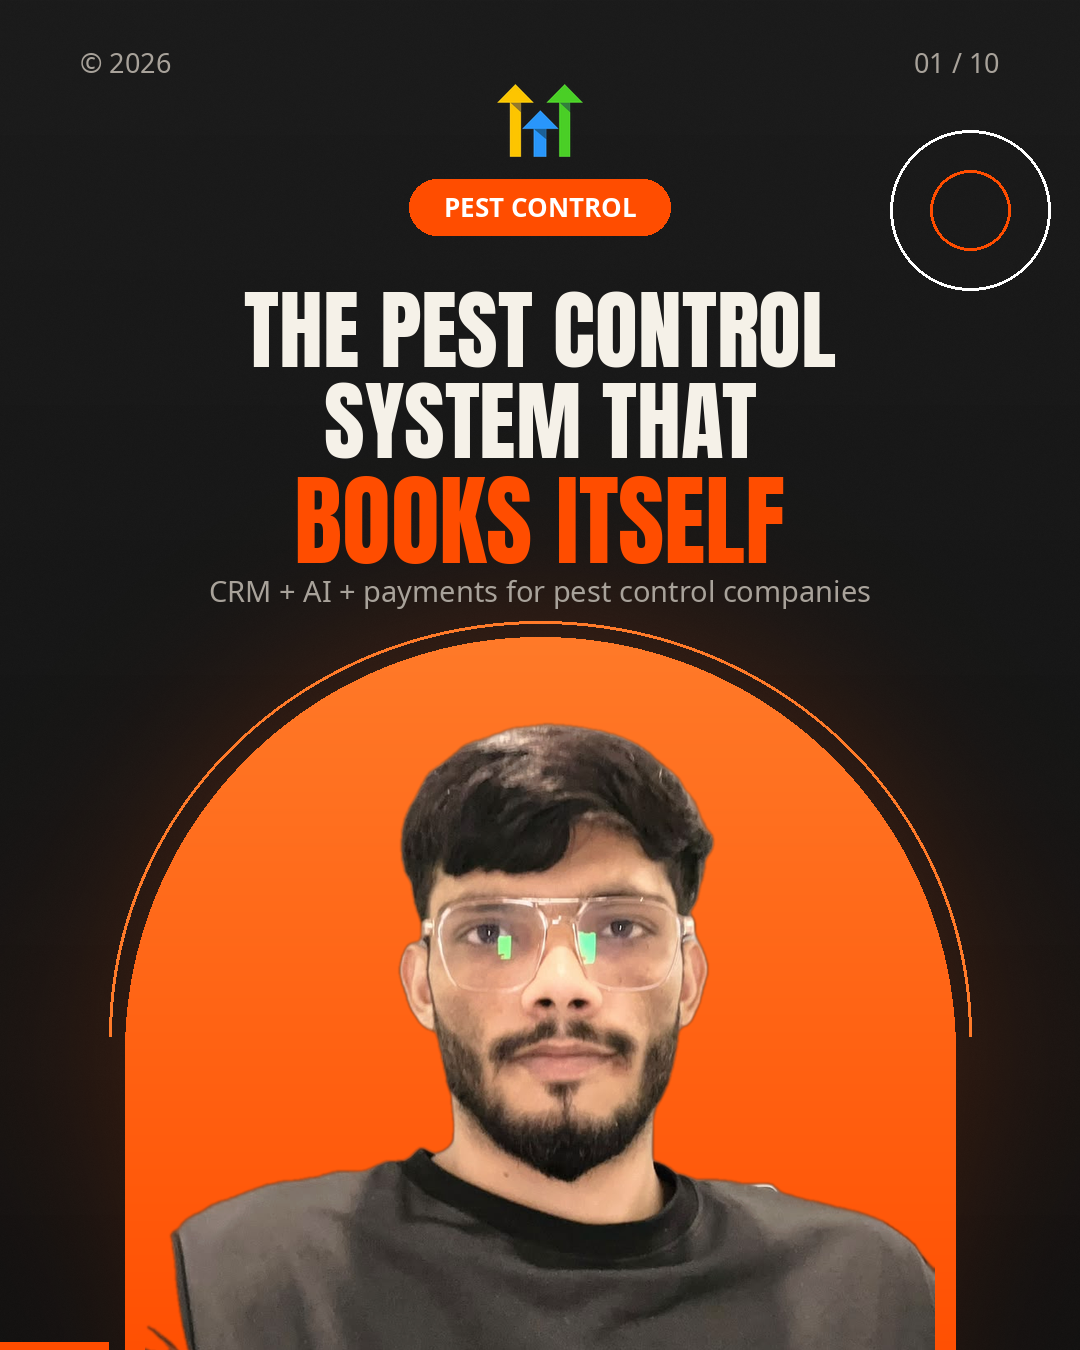 © 2026
01 / 10
PEST CONTROL
THE PEST CONTROL
SYSTEM THAT
BOOKS ITSELF
CRM + AI + payments for pest control companies